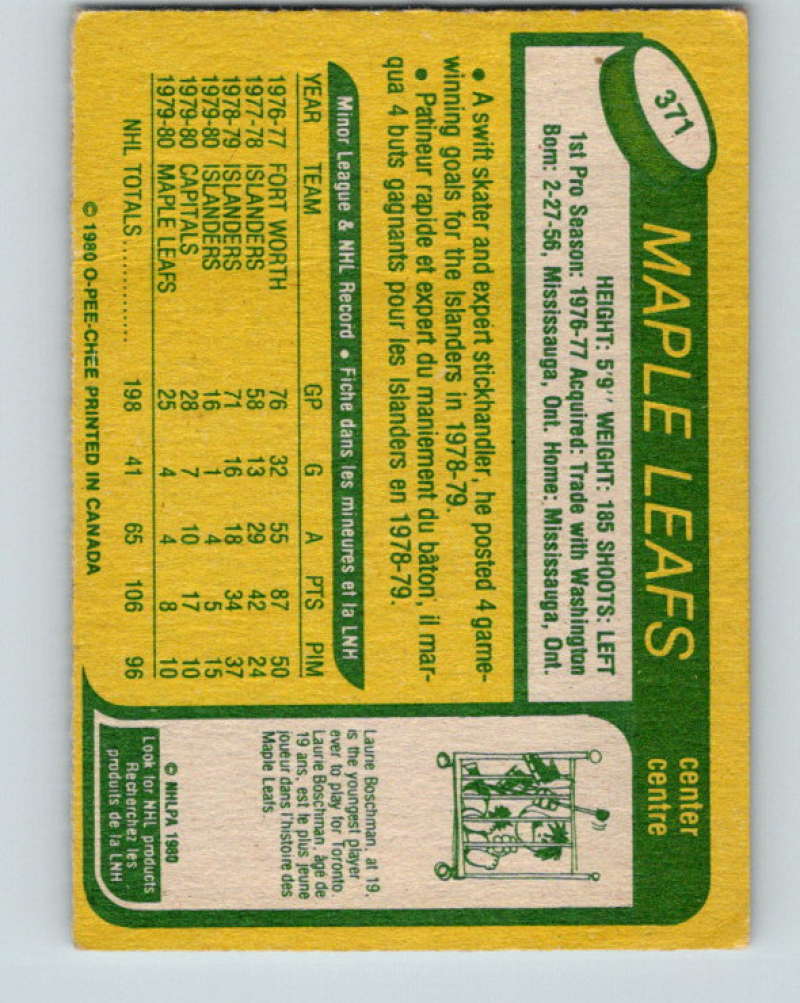 371
MAPLE LEAFS
center
centre
HEIGHT: 5'9'' WEIGHT: 185 SHOOTS: LEFT
1st Pro Season: 1976-77 Acquired: Trade with Washington
Born: 2-27-56, Mississauga, Ont. Home: Mississauga, Ont.
• A swift skater and expert stickhandler, he posted 4 game-
winning goals for the Islanders in 1978-79.
• Patineur rapide et expert du maniement du bâton, il mar-
qua 4 buts gagnants pour les Islanders en 1978-79.
Minor League & NHL Record • Fiche dans les mineures et la LNH
YEAR TEAM GP G A PTS PIM
1976-77 FORT WORTH 76 32 55 87 50
1977-78 ISLANDERS 58 13 29 42 24
1978-79 ISLANDERS 71 16 18 34 37
1979-80 ISLANDERS 16 1 4 5 15
1979-80 CAPITALS 28 7 10 17 10
1979-80 MAPLE LEAFS 25 4 4 8 10
NHL TOTALS.............. 198 41 65 106 96
© 1980 O-PEE-CHEE PRINTED IN CANADA
Laurie Boschman, at 19,
is the youngest player
ever to play for Toronto.
Laurie Boschman, âgé de
19 ans, est le plus jeune
joueur dans l'histoire des
Maple Leafs.
© NHLPA 1980
Look for NHL products
Recherchez les
produits de la LNH